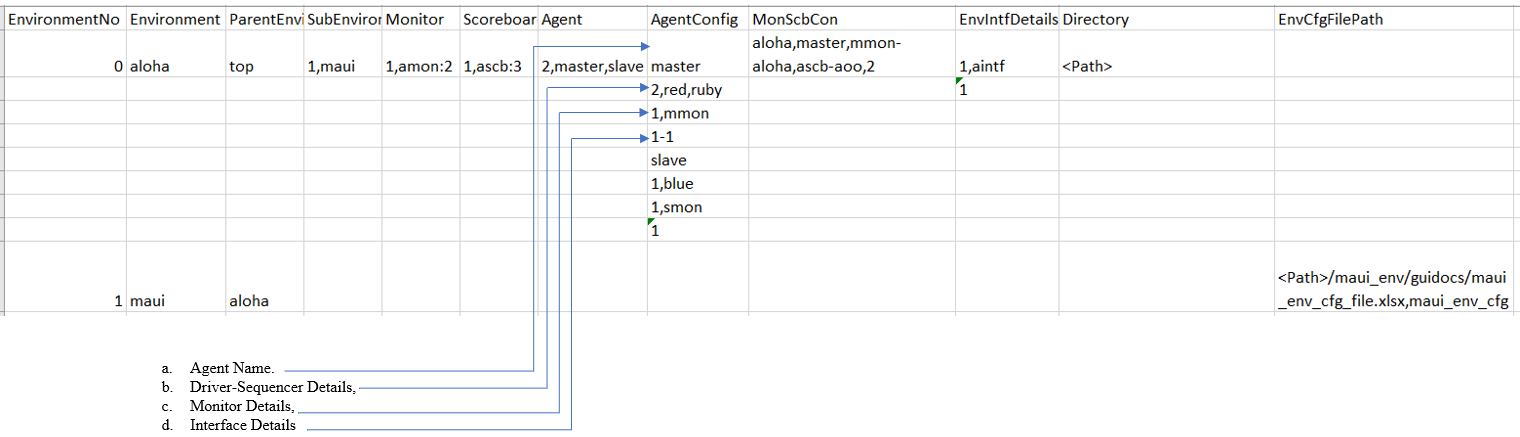 EnvironmentNo Environment ParentEnvi SubEnviror Monitor Scoreboar Agent AgentConfig MonScbCon EnvIntfDetails Directory EnvCfgFilePath
aloha,master,mmon-
0 aloha top 1,maui 1,amon:2 1,ascb:3 2,master,slave master aloha,ascb-aoo,2 1,aintf <Path>
2,red,ruby 1
1,mmon
1-1
slave
1,blue
1,smon
1
<Path>/maui_env/guidocs/maui
1 maui aloha _env_cfg_file.xlsx,maui_env_cfg
a. Agent Name.
b. Driver-Sequencer Details,
c. Monitor Details,
d. Interface Details